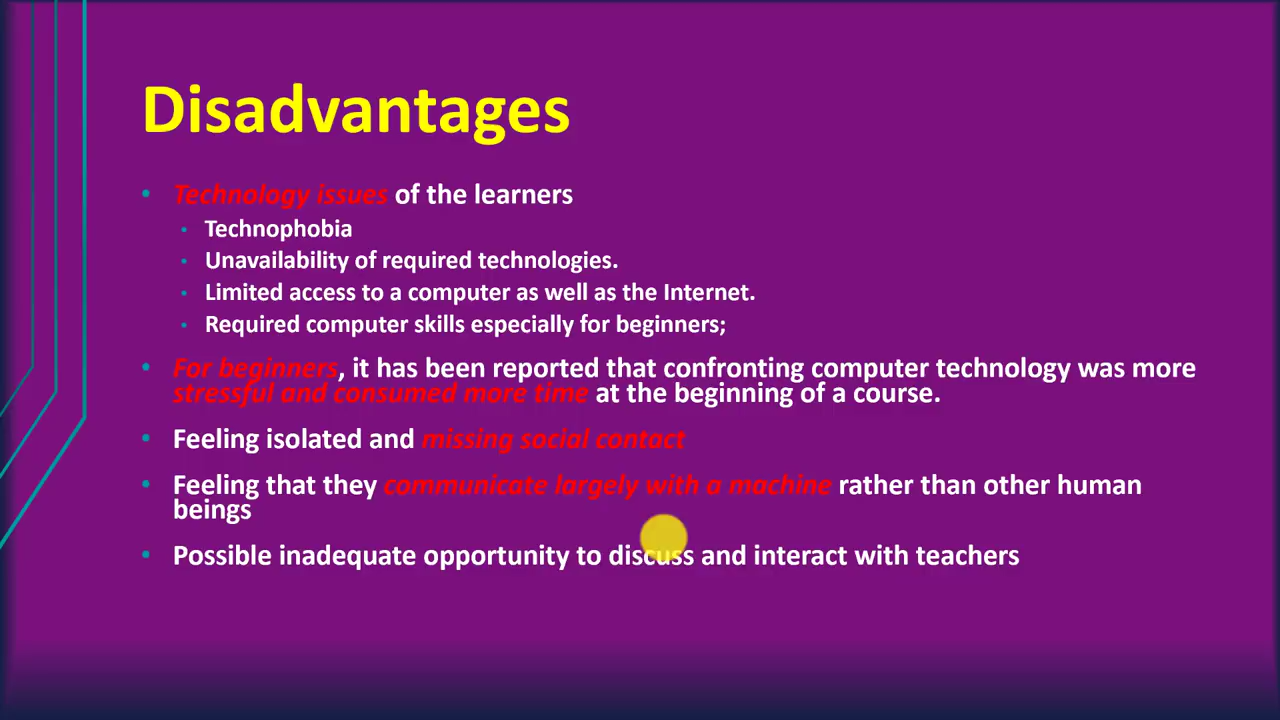 Disadvantages
• Technology issues of the learners
• Technophobia
• Unavailability of required technologies.
• Limited access to a computer as well as the Internet.
• Required computer skills especially for beginners;
• For beginners, it has been reported that confronting computer technology was more
stressful and consumed more time at the beginning of a course.
• Feeling isolated and missing social contact
• Feeling that they communicate largely with a machine rather than other human
beings
• Possible inadequate opportunity to discuss and interact with teachers